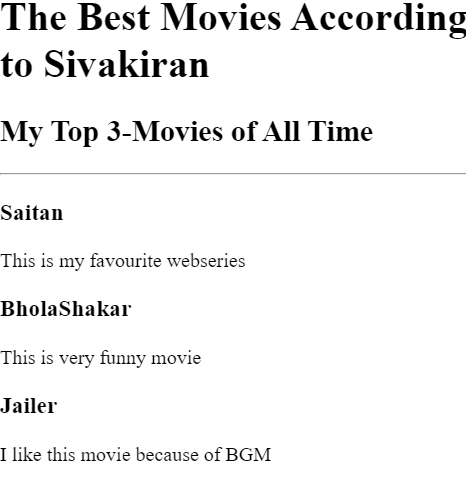 The Best Movies According
to Sivakiran
My Top 3-Movies of All Time
Saitan
This is my favourite webseries
BholaShakar
This is very funny movie
Jailer
I like this movie because of BGM